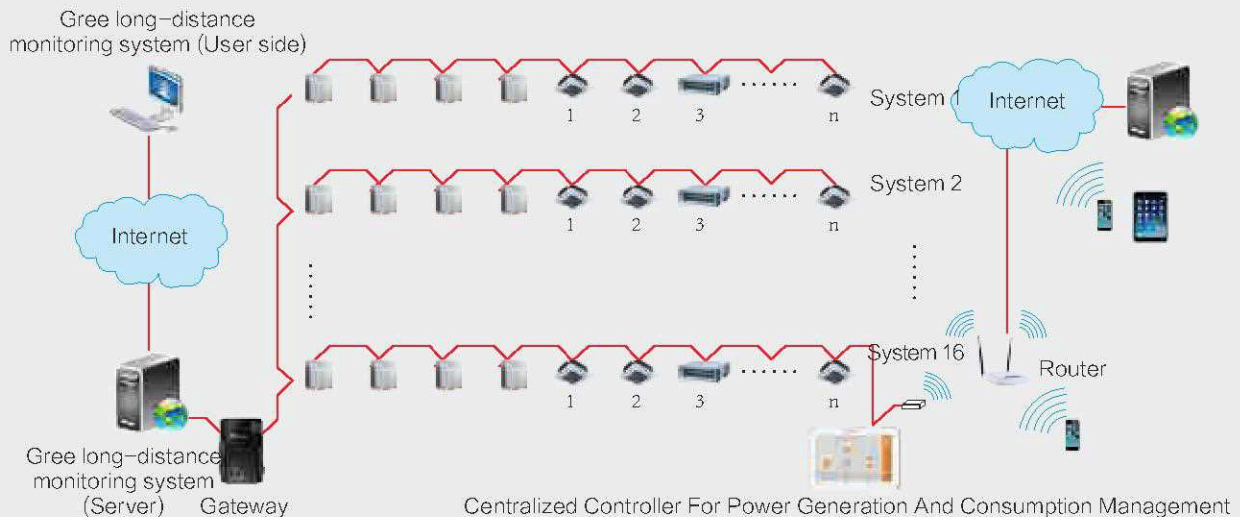 Gree long-distance
monitoring system (User side)
Internet
Gree long-distance
monitoring system
(Server)
Gateway
1 2 3 ...... n
System 1
1 2 3 ...... n
System 2
1 2 3 ...... n
System 16
Internet
Router
Centralized Controller For Power Generation And Consumption Management